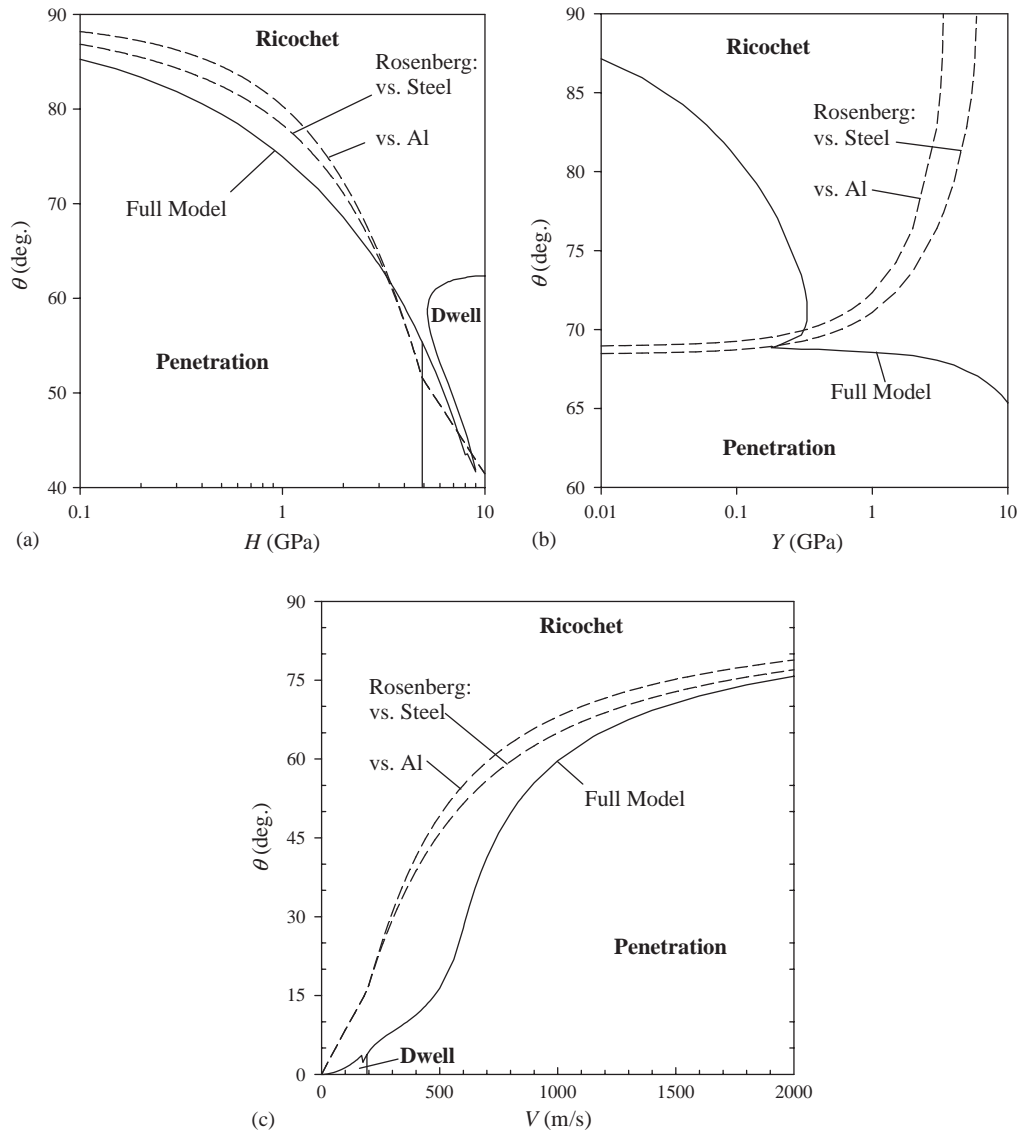 90
80
70
60
50
40
θ (deg.)
Ricochet
Rosenberg:
vs. Steel
vs. Al
Full Model
Dwell
Penetration
0.1
1
10
(a)
H (GPa)
90
85
80
75
70
65
60
θ (deg.)
Ricochet
Rosenberg:
vs. Steel
vs. Al
Full Model
Penetration
0.01
0.1
1
10
(b)
Y (GPa)
90
75
60
45
30
15
0
θ (deg.)
Ricochet
Rosenberg:
vs. Steel
vs. Al
Full Model
Penetration
Dwell
0
500
1000
1500
2000
(c)
V (m/s)